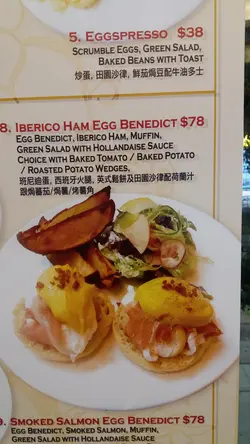 5. Eggspresso $38
Scrumble Eggs, Green Salad,
Baked Beans with Toast
炒蛋, 田園沙律, 鮮茄焗豆配牛油多士
8. Iberico Ham Egg Benedict $78
Egg Benedict, Iberico Ham, Muffin,
Green Salad with Hollandaise Sauce
Choice with Baked Tomato / Baked Potato
/ Roasted Potato Wedges,
班尼迪蛋, 西班牙火腿, 英式鬆餅及田園沙律配荷蘭汁
跟焗蕃茄/焗薯/烤薯角
9. Smoked Salmon Egg Benedict $78
Egg Benedict, Smoked Salmon, Muffin,
Green Salad with Hollandaise Sauce